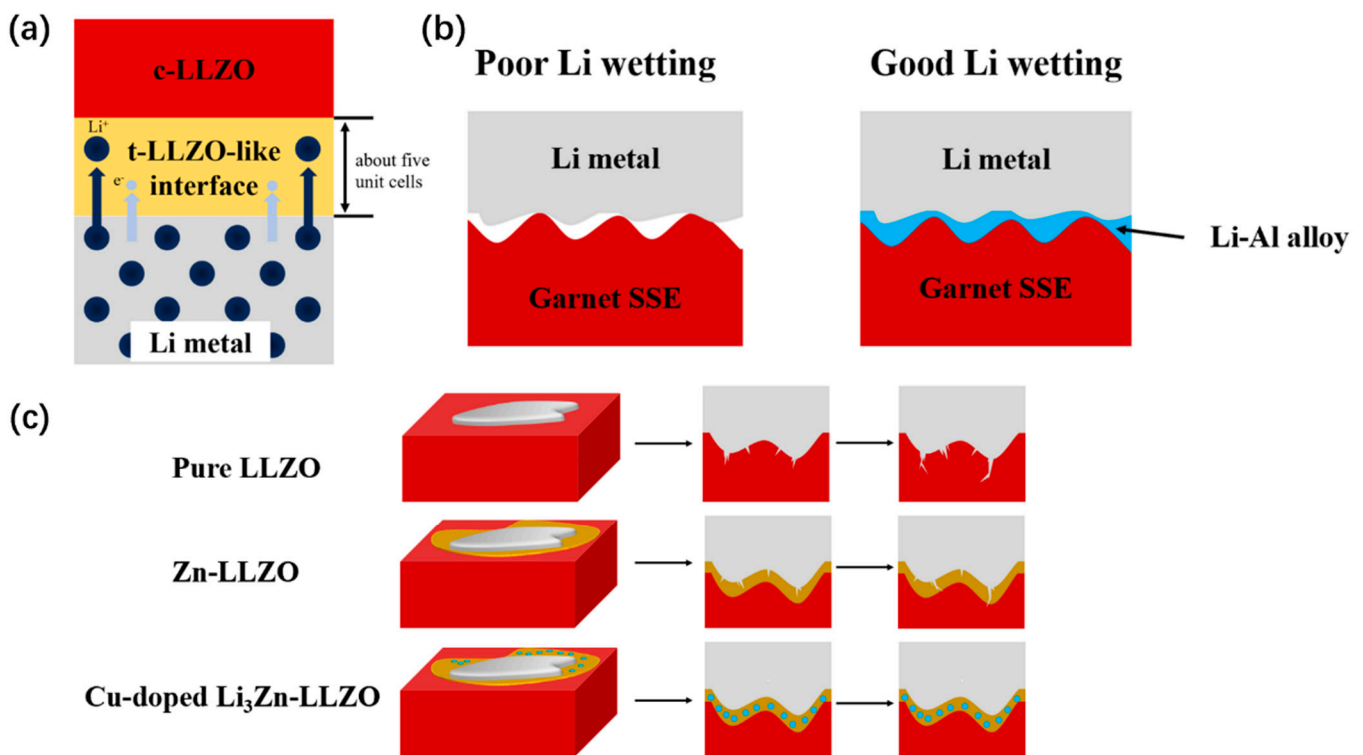 (a)
c-LLZO
Li⁺
t-LLZO-like
e⁻
interface
about five
unit cells
Li metal
(b)
Poor Li wetting
Good Li wetting
Li metal
Li metal
Li-Al alloy
Garnet SSE
Garnet SSE
(c)
Pure LLZO
Zn-LLZO
Cu-doped Li₃Zn-LLZO